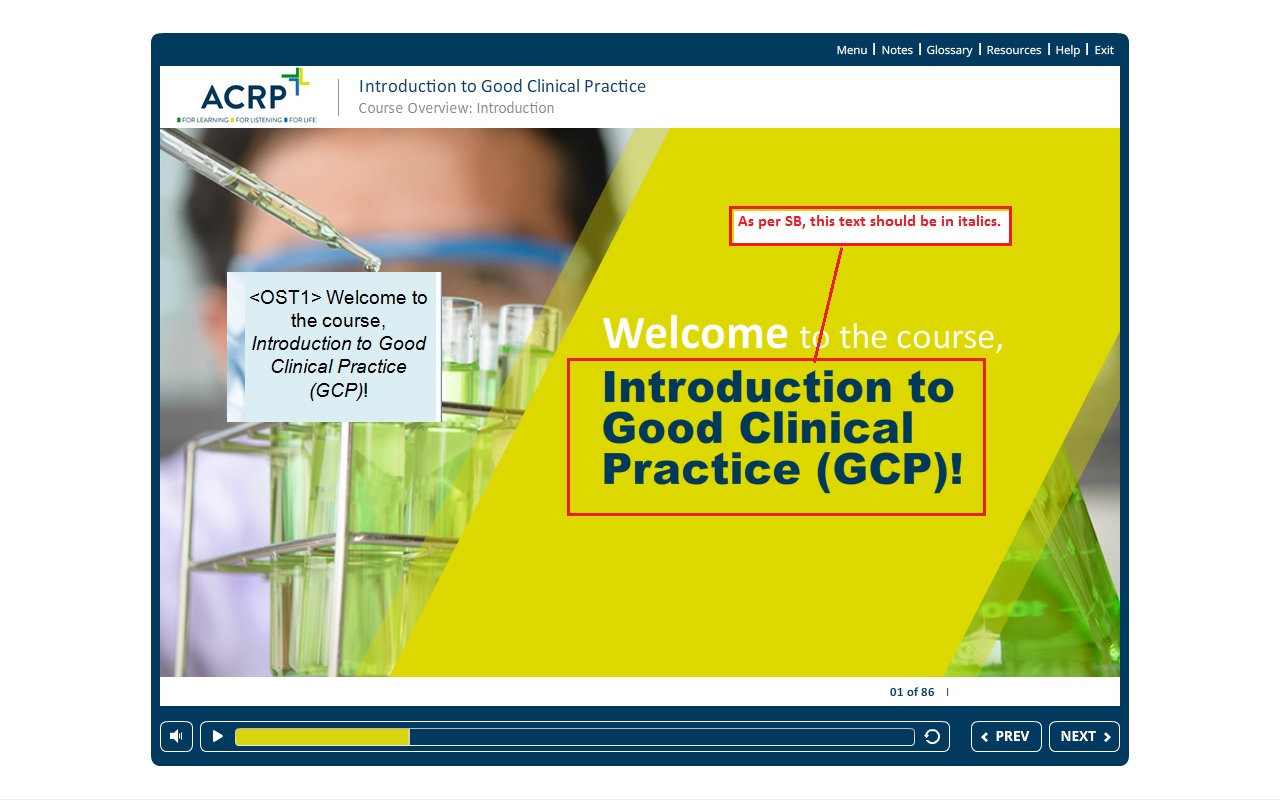 Menu | Notes | Glossary | Resources | Help | Exit
ACRP
FOR LEARNING FOR LISTENING FOR LIFE
Introduction to Good Clinical Practice
Course Overview: Introduction
As per SB, this text should be in italics.
<OST1> Welcome to
the course,
Introduction to Good
Clinical Practice
(GCP)!
Welcome to the course,
Introduction to
Good Clinical
Practice (GCP)!
01 of 86 |
PREV
NEXT